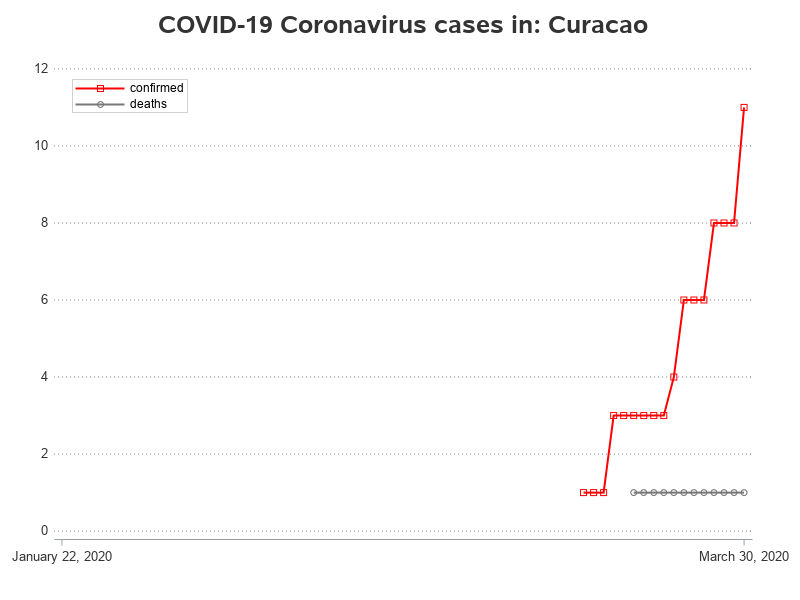 COVID-19 Coronavirus cases in: Curacao
12
confirmed
deaths
10
8
6
4
2
0
January 22, 2020 March 30, 2020